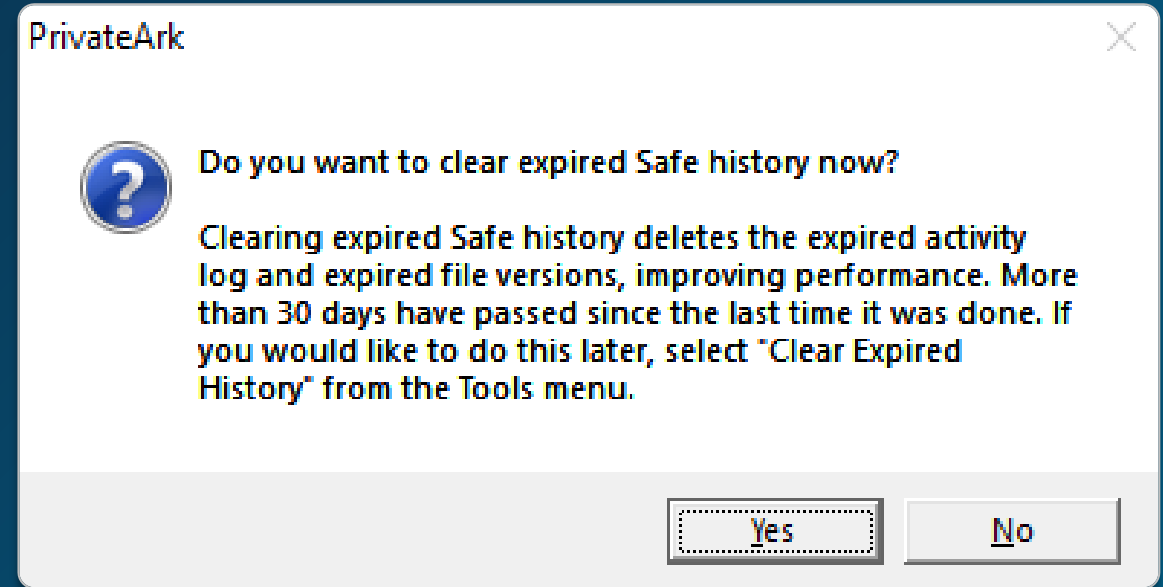 PrivateArk
Do you want to clear expired Safe history now?
Clearing expired Safe history deletes the expired activity
log and expired file versions, improving performance. More
than 30 days have passed since the last time it was done. If
you would like to do this later, select "Clear Expired
History" from the Tools menu.
Yes
No